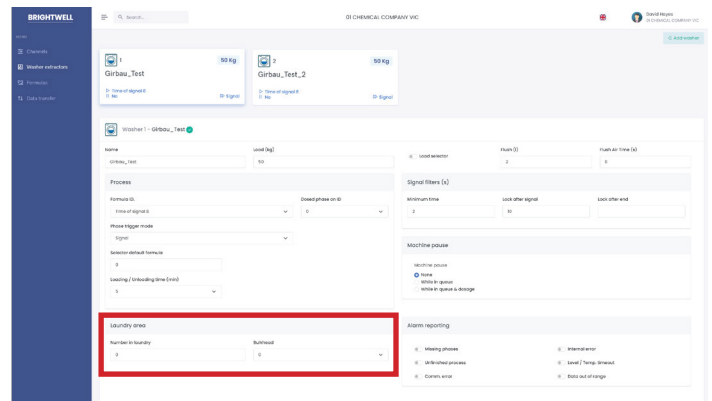 BRIGHTWELL
Search...
01 CHEMICAL COMPANY VIC
David Hayes
01 CHEMICAL COMPANY VIC
Channels
Washer extractors
Formulas
Data transfer
Add washer
1
50 Kg
Girbau_Test
Time of signal 8
No
Signal
2
50 Kg
Girbau_Test_2
Time of signal 8
No
Signal
Washer 1 - Girbau_Test
Name
Load (kg)
Flush (l)
Flush Air Time (s)
Girbau_Test
50
Load selector
2
0
Process
Signal filters (s)
Formula ID.
Dosed phase on ID
Minimum time
Lock after signal
Lock after end
Time of signal 8
0
2
10
Phase trigger mode
Signal
Selector default formula
Machine pause
0
Machine pause
Loading / Unloading time (min)
None
5
While in queue
While in queue & dosage
Laundry area
Alarm reporting
Number in laundry
Bulkhead
Missing phases
Internal error
0
0
Unfinished process
Level / Temp. timeout
Comm. error
Data out of range